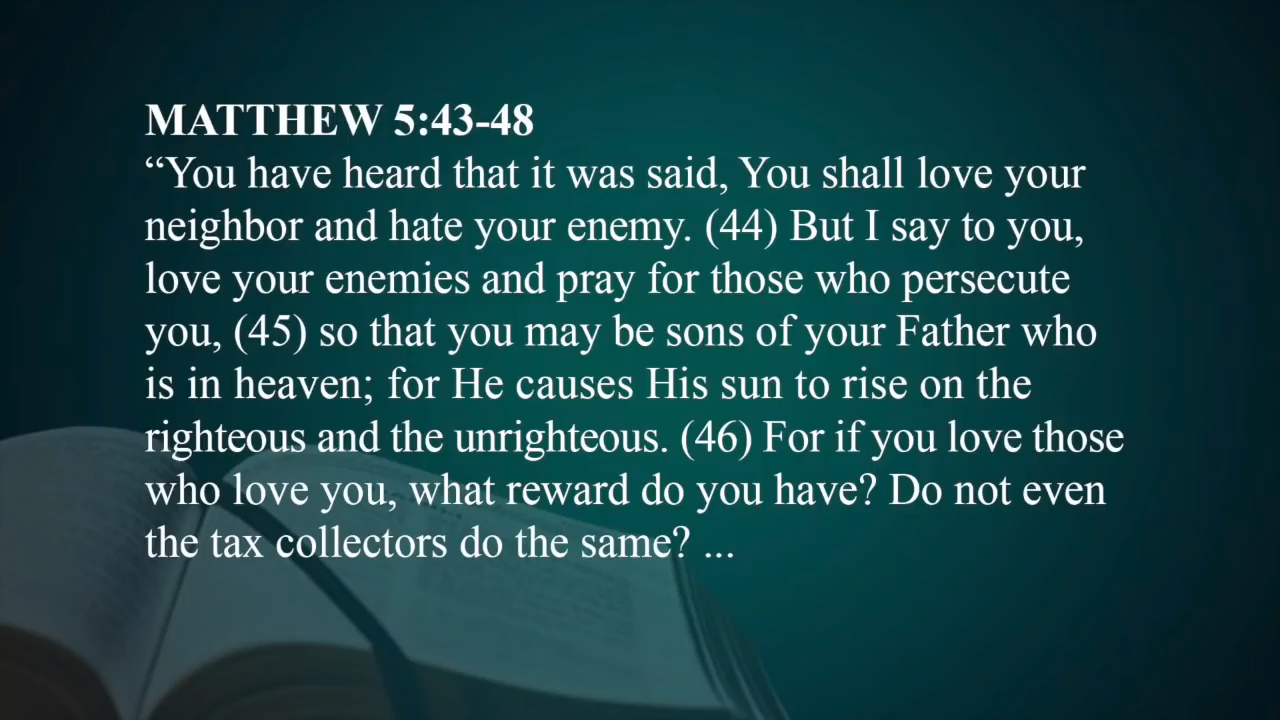 MATTHEW 5:43-48
“You have heard that it was said, You shall love your
neighbor and hate your enemy. (44) But I say to you,
love your enemies and pray for those who persecute
you, (45) so that you may be sons of your Father who
is in heaven; for He causes His sun to rise on the
righteous and the unrighteous. (46) For if you love those
who love you, what reward do you have? Do not even
the tax collectors do the same? ...